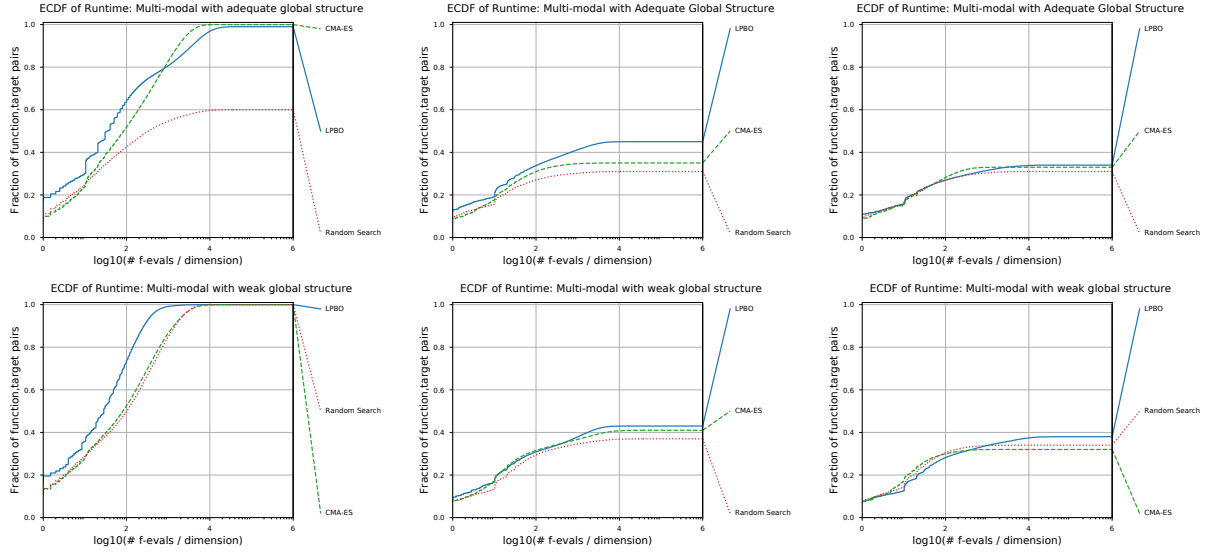 ECDF of Runtime: Multi-modal with adequate global structure
Fraction of function,target pairs
1.0
0.8
0.6
0.4
0.2
0.0
0
2
4
6
log10(# f-evals / dimension)
CMA-ES
LPBO
Random Search
ECDF of Runtime: Multi-modal with Adequate Global Structure
Fraction of function,target pairs
1.0
0.8
0.6
0.4
0.2
0.0
0
2
4
6
log10(# f-evals / dimension)
LPBO
CMA-ES
Random Search
ECDF of Runtime: Multi-modal with Adequate Global Structure
Fraction of function,target pairs
1.0
0.8
0.6
0.4
0.2
0.0
0
2
4
6
log10(# f-evals / dimension)
LPBO
CMA-ES
Random Search
ECDF of Runtime: Multi-modal with weak global structure
Fraction of function,target pairs
1.0
0.8
0.6
0.4
0.2
0.0
0
2
4
6
log10(# f-evals / dimension)
LPBO
Random Search
CMA-ES
ECDF of Runtime: Multi-modal with weak global structure
Fraction of function,target pairs
1.0
0.8
0.6
0.4
0.2
0.0
0
2
4
6
log10(# f-evals / dimension)
LPBO
CMA-ES
Random Search
ECDF of Runtime: Multi-modal with weak global structure
Fraction of function,target pairs
1.0
0.8
0.6
0.4
0.2
0.0
0
2
4
6
log10(# f-evals / dimension)
LPBO
Random Search
CMA-ES